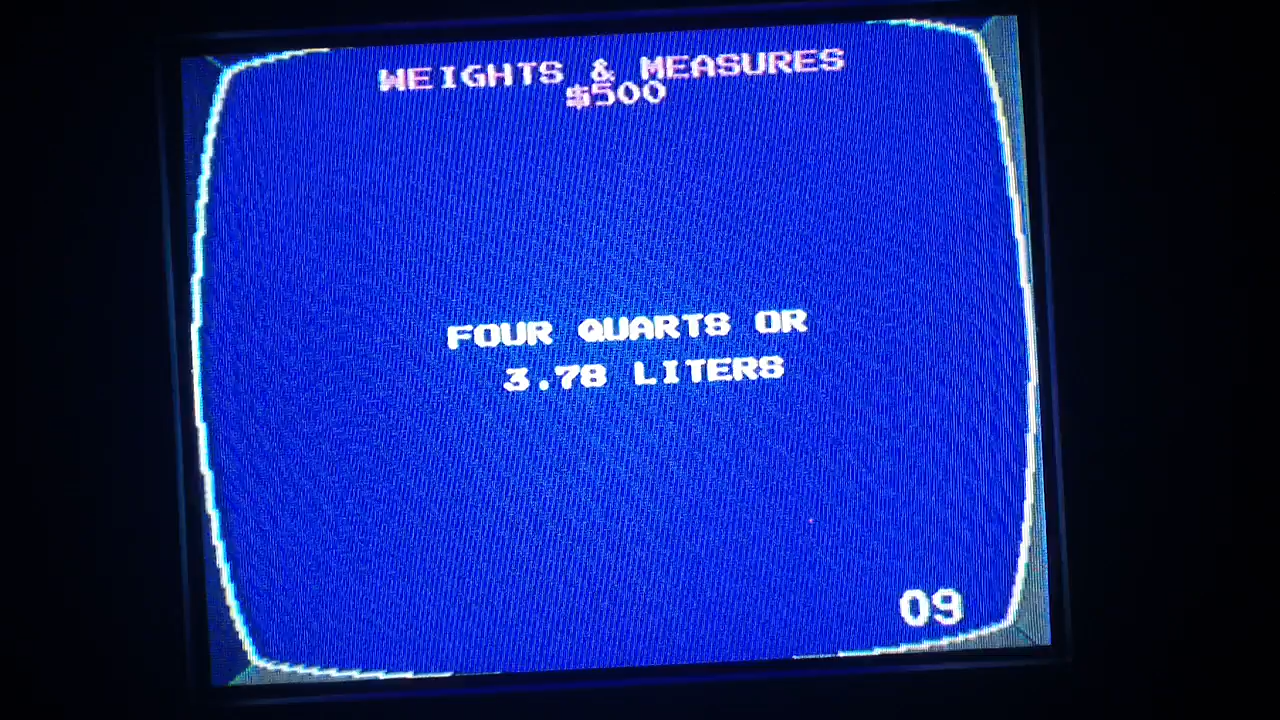 WEIGHTS & MEASURES
$500
FOUR QUARTS OR
3.78 LITERS
09